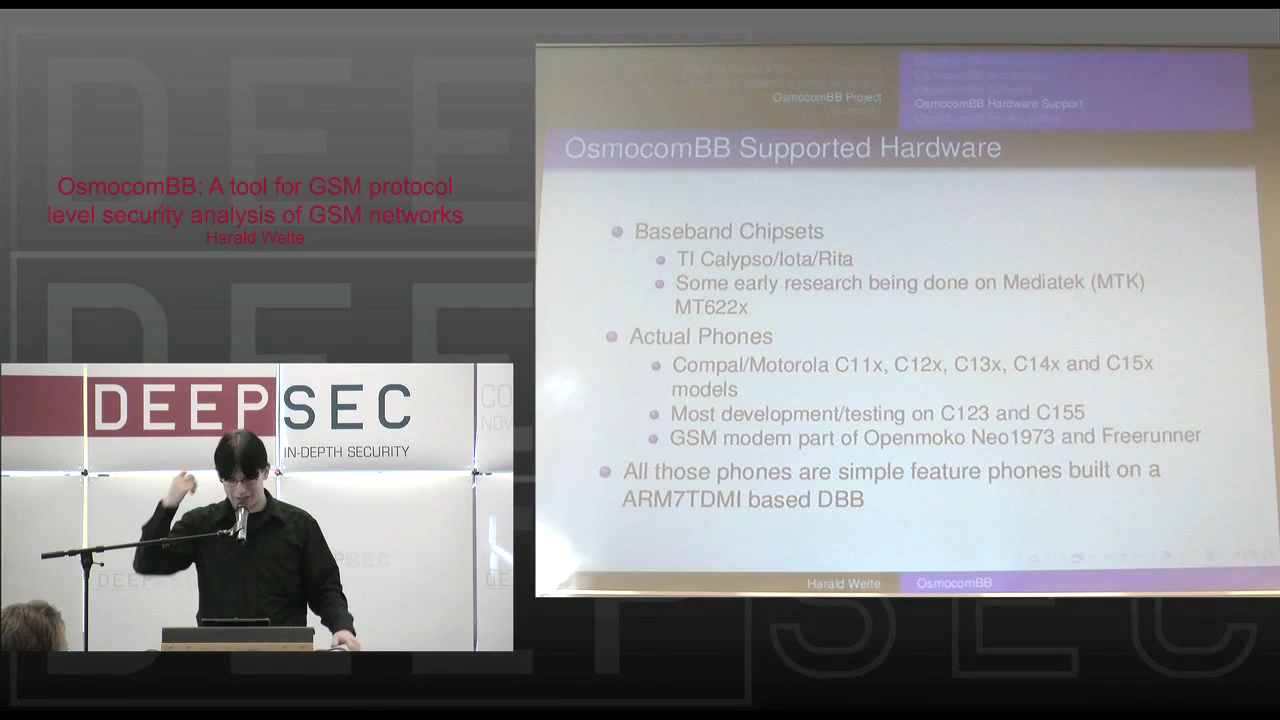 OsmocomBB: A tool for GSM protocol
level security analysis of GSM networks
Harald Welte
DEEPSEC
IN-DEPTH SECURITY
OsmocomBB Project
OsmocomBB Hardware Support
OsmocomBB Supported Hardware
Baseband Chipsets
TI Calypso/Iota/Rita
Some early research being done on Mediatek (MTK)
MT622x
Actual Phones
Compal/Motorola C11x, C12x, C13x, C14x and C15x
models
Most development/testing on C123 and C155
GSM modem part of Openmoko Neo1973 and Freerunner
All those phones are simple feature phones built on a
ARM7TDMI based DBB
Harald Welte
OsmocomBB